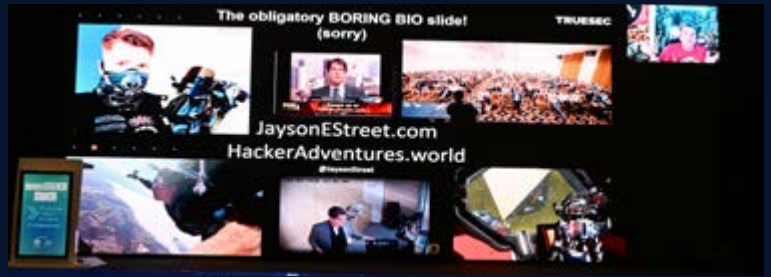 The obligatory BORING BIO slide!
(sorry)
TRUESEC
JaysonEStreet.com
HackerAdventures.world
@JaysonStreet